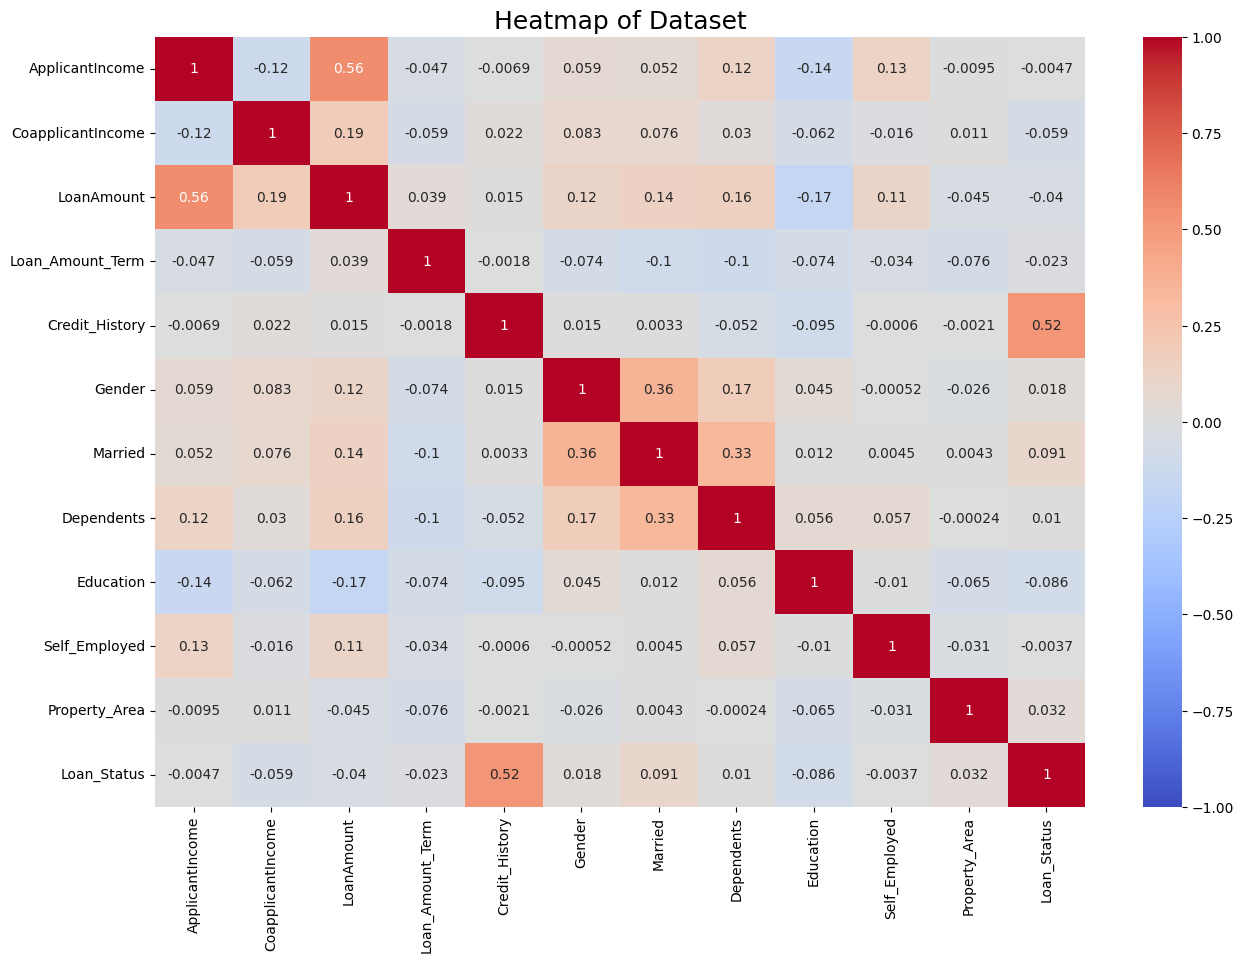 Heatmap of Dataset
ApplicantIncome 1 -0.12 0.56 -0.047 -0.0069 0.059 0.052 0.12 -0.14 0.13 -0.0095 -0.0047
CoapplicantIncome -0.12 1 0.19 -0.059 0.022 0.083 0.076 0.03 -0.062 -0.016 0.011 -0.059
LoanAmount 0.56 0.19 1 0.039 0.015 0.12 0.14 0.16 -0.17 0.11 -0.045 -0.04
Loan_Amount_Term -0.047 -0.059 0.039 1 -0.0018 -0.074 -0.1 -0.1 -0.074 -0.034 -0.076 -0.023
Credit_History -0.0069 0.022 0.015 -0.0018 1 0.015 0.0033 -0.052 -0.095 -0.0006 -0.0021 0.52
Gender 0.059 0.083 0.12 -0.074 0.015 1 0.36 0.17 0.045 -0.00052 -0.026 0.018
Married 0.052 0.076 0.14 -0.1 0.0033 0.36 1 0.33 0.012 0.0045 0.0043 0.091
Dependents 0.12 0.03 0.16 -0.1 -0.052 0.17 0.33 1 0.056 0.057 -0.00024 0.01
Education -0.14 -0.062 -0.17 -0.074 -0.095 0.045 0.012 0.056 1 -0.01 -0.065 -0.086
Self_Employed 0.13 -0.016 0.11 -0.034 -0.0006 -0.00052 0.0045 0.057 -0.01 1 -0.031 -0.0037
Property_Area -0.0095 0.011 -0.045 -0.076 -0.0021 -0.026 0.0043 -0.00024 -0.065 -0.031 1 0.032
Loan_Status -0.0047 -0.059 -0.04 -0.023 0.52 0.018 0.091 0.01 -0.086 -0.0037 0.032 1
ApplicantIncome
CoapplicantIncome
LoanAmount
Loan_Amount_Term
Credit_History
Gender
Married
Dependents
Education
Self_Employed
Property_Area
Loan_Status
1.00
0.75
0.50
0.25
0.00
−0.25
−0.50
−0.75
−1.00